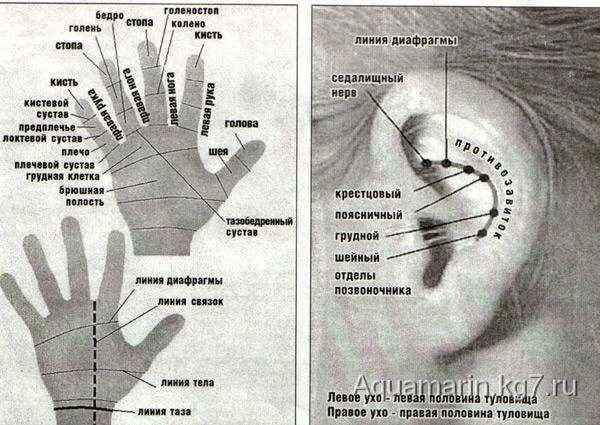 голеностоп
бедро
колено
голень
стопа
кисть
стопа
кисть
кистевой
сустав
предплечье
локтевой сустав
плечо
плечевой сустав
грудная клетка
брюшная
полость
правая рука
правая нога
левая нога
левая рука
голова
шея
тазобедренный
сустав
линия диафрагмы
линия связок
линия тела
линия таза
линия диафрагмы
седалищный
нерв
противозавиток
крестцовый
поясничный
грудной
шейный
отделы
позвоночника
Левое ухо - левая половина туловища
Правое ухо - правая половина туловища
Aquamarin.kg7.ru